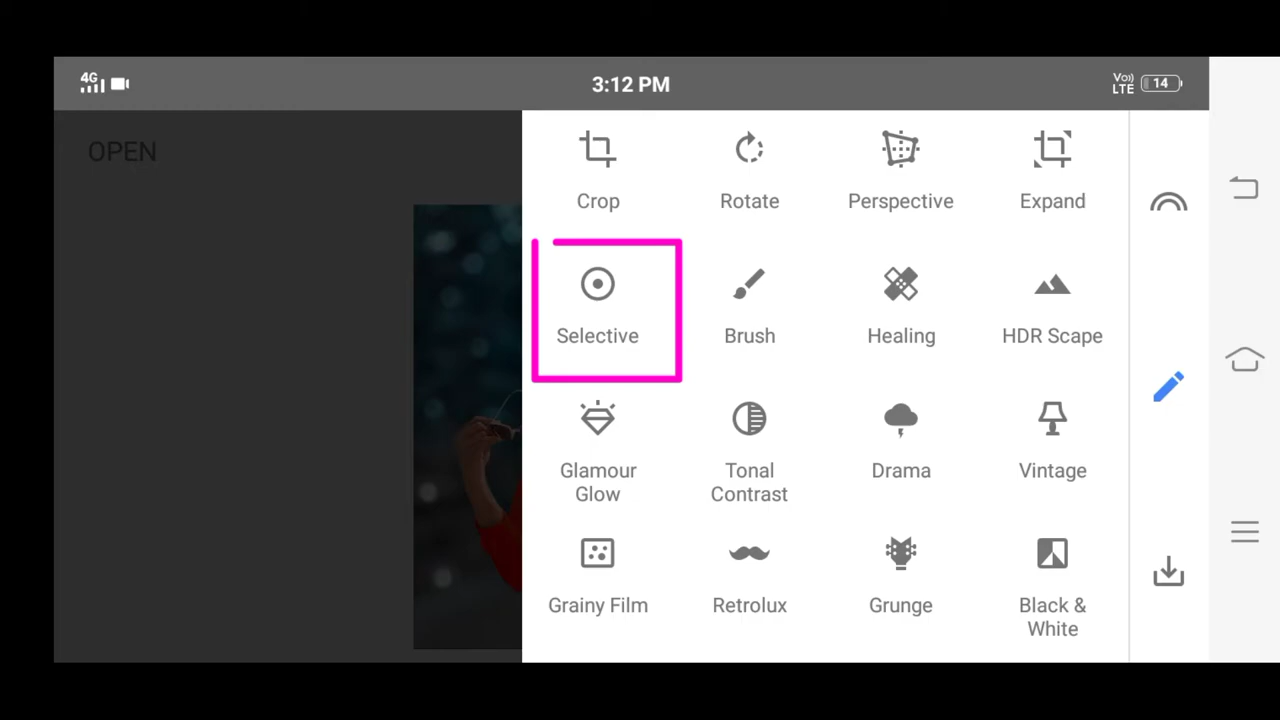 4G
3:12 PM
Vo))
LTE
14
OPEN
Crop
Rotate
Perspective
Expand
Selective
Brush
Healing
HDR Scape
Glamour
Glow
Tonal
Contrast
Drama
Vintage
Grainy Film
Retrolux
Grunge
Black &
White